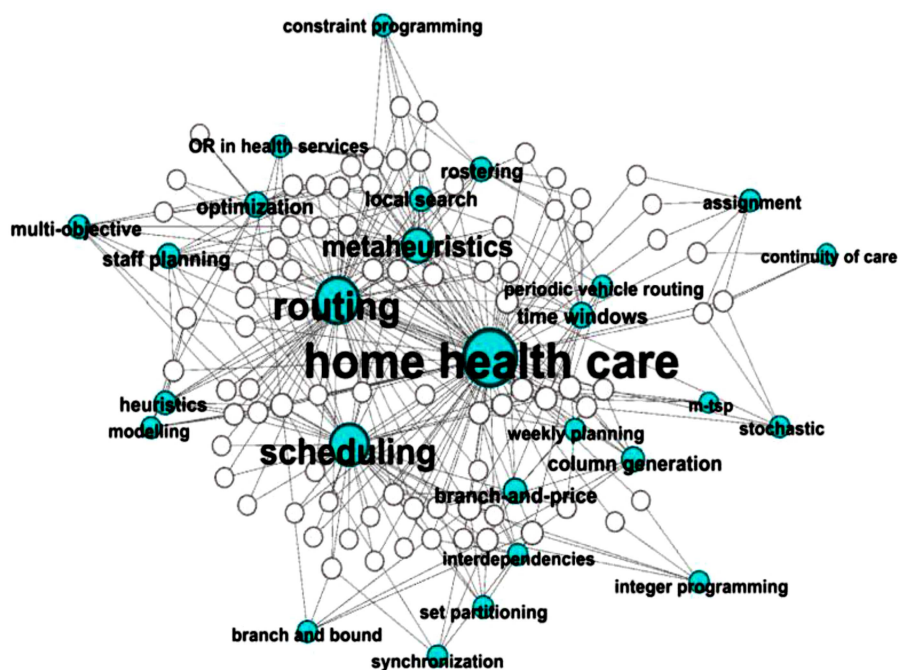 constraint programming
OR in health services
rostering
local search
optimization
assignment
multi-objective
metaheuristics
staff planning
continuity of care
periodic vehicle routing
routing
time windows
home health care
heuristics
m-tsp
modelling
stochastic
weekly planning
scheduling
column generation
branch-and-price
interdependencies
integer programming
set partitioning
branch and bound
synchronization